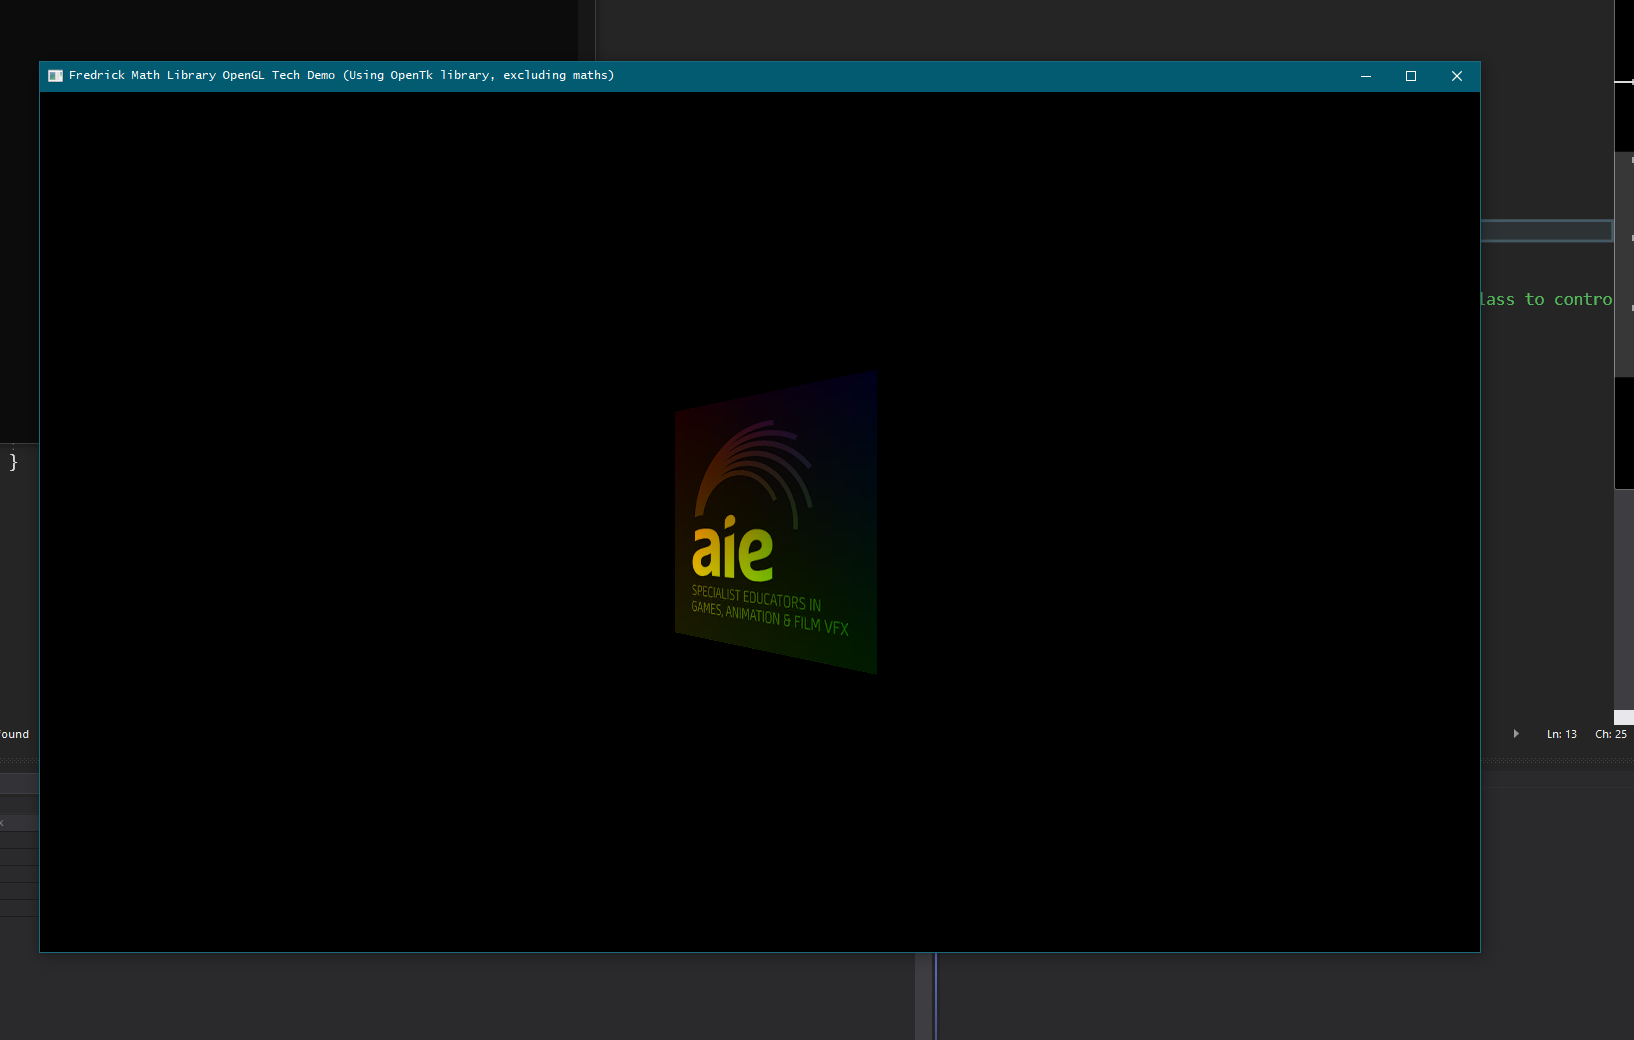 Fredrick Math Library OpenGL Tech Demo (Using OpenTk library, excluding maths)
lass to contro
}
aie
SPECIALIST EDUCATORS IN
GAMES, ANIMATION & FILM VFX
found
Ln: 13
Ch: 25
x